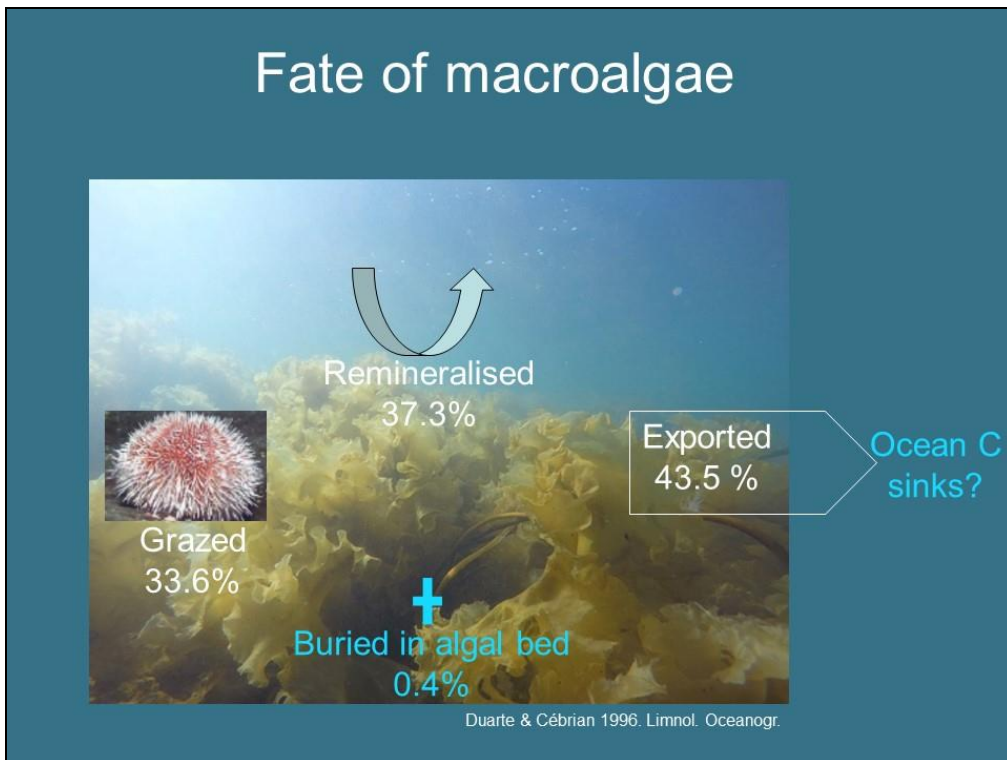 Fate of macroalgae
Remineralised
37.3%
Exported
43.5 %
Ocean C
sinks?
Grazed
33.6%
Buried in algal bed
0.4%
Duarte & Cébrian 1996. Limnol. Oceanogr.